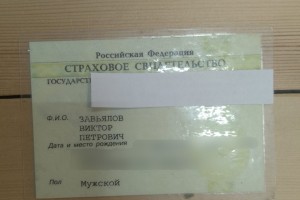 Российская Федерация
СТРАХОВОЕ СВИДЕТЕЛЬСТВО
Ф.И.О. ЗАВЬЯЛОВ
ВИКТОР
ПЕТРОВИЧ
Дата и место рождения
Пол Мужской